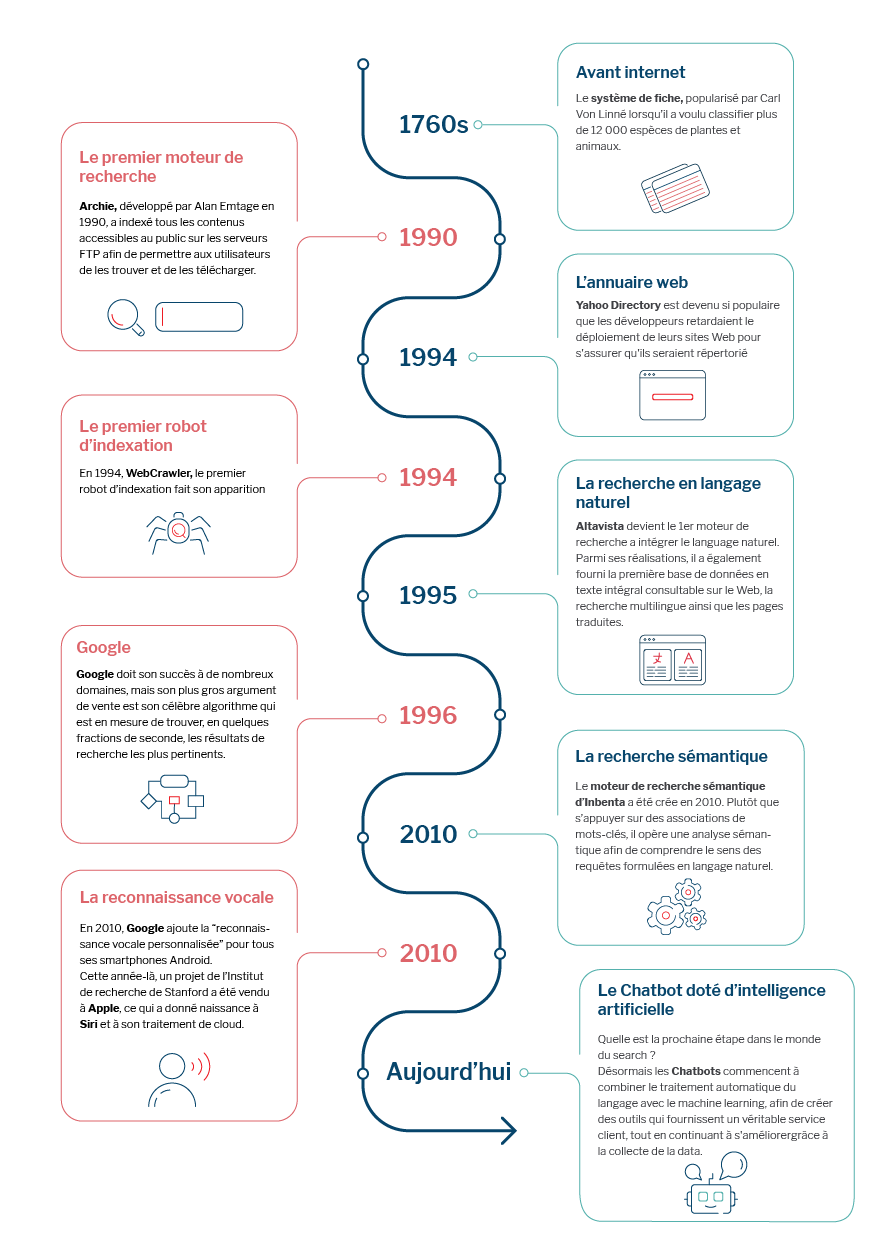 1760s
Avant internet
Le système de fiche, popularisé par Carl
Von Linné lorsqu'il a voulu classifier plus
de 12 000 espèces de plantes et
animaux.
Le premier moteur de
recherche
Archie, développé par Alan Emtage en
1990, a indexé tous les contenus
accessibles au public sur les serveurs
FTP afin de permettre aux utilisateurs
de les trouver et de les télécharger.
1990
1994
L'annuaire web
Yahoo Directory est devenu si populaire
que les développeurs retardaient le
déploiement de leurs sites Web pour
s'assurer qu'ils seraient répertorié
Le premier robot
d'indexation
En 1994, WebCrawler, le premier
robot d'indexation fait son apparition
1994
1995
La recherche en langage
naturel
Altavista devient le 1er moteur de
recherche a intégrer le language naturel.
Parmi ses réalisations, il a également
fourni la première base de données en
texte intégral consultable sur le Web, la
recherche multilingue ainsi que les pages
traduites.
A
Google
Google doit son succès à de nombreux
domaines, mais son plus gros argument
de vente est son célèbre algorithme qui
est en mesure de trouver, en quelques
fractions de seconde, les résultats de
recherche les plus pertinents.
1996
2010
La recherche sémantique
Le moteur de recherche sémantique
d'Inbenta a été crée en 2010. Plutôt que
s'appuyer sur des associations de
mots-clés, il opère une analyse séman-
tique afin de comprendre le sens des
requêtes formulées en langage naturel.
La reconnaissance vocale
En 2010, Google ajoute la "reconnais-
sance vocale personnalisée" pour tous
ses smartphones Android.
Cette année-là, un projet de l'Institut
de recherche de Stanford a été vendu
à Apple, ce qui a donné naissance à
Siri et à son traitement de cloud.
2010
Aujourd'hui
Le Chatbot doté d'intelligence
artificielle
Quelle est la prochaine étape dans le monde
du search ?
Désormais les Chatbots commencent à
combiner le traitement automatique du
langage avec le machine learning, afin de créer
des outils qui fournissent un véritable service
client, tout en continuant à s'améliorergrâce à
la collecte de la data.